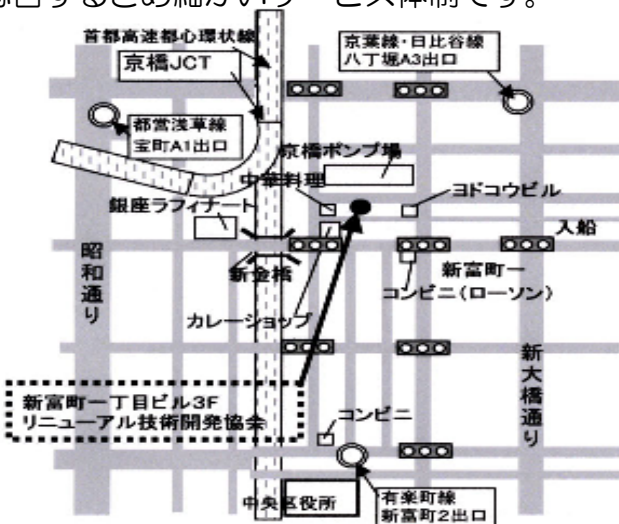 首都高速都心環状線
京橋JCT
京葉線・日比谷線
八丁堀A3出口
都営浅草線
宝町A1出口
京橋ポンプ場
中華料理
ヨドコウビル
銀座ラフィナート
入船
昭和通り
新金橋
新富町一
コンビニ(ローソン)
カレーショップ
新大橋通り
新富町一丁目ビル3F
リニューアル技術開発協会
コンビニ
中央区役所
有楽町線
新富町2出口